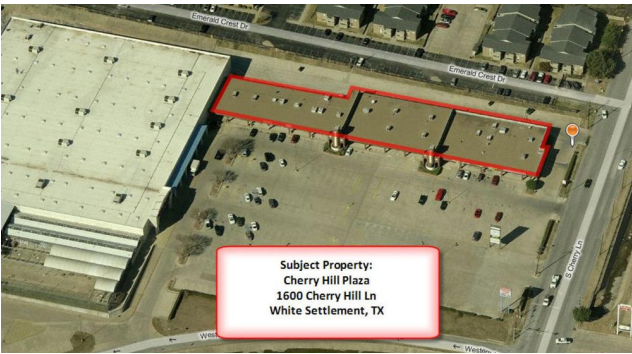 Emerald Crest Dr
Emerald Crest Dr
S Cherry Ln
Subject Property:
Cherry Hill Plaza
1600 Cherry Hill Ln
White Settlement, TX